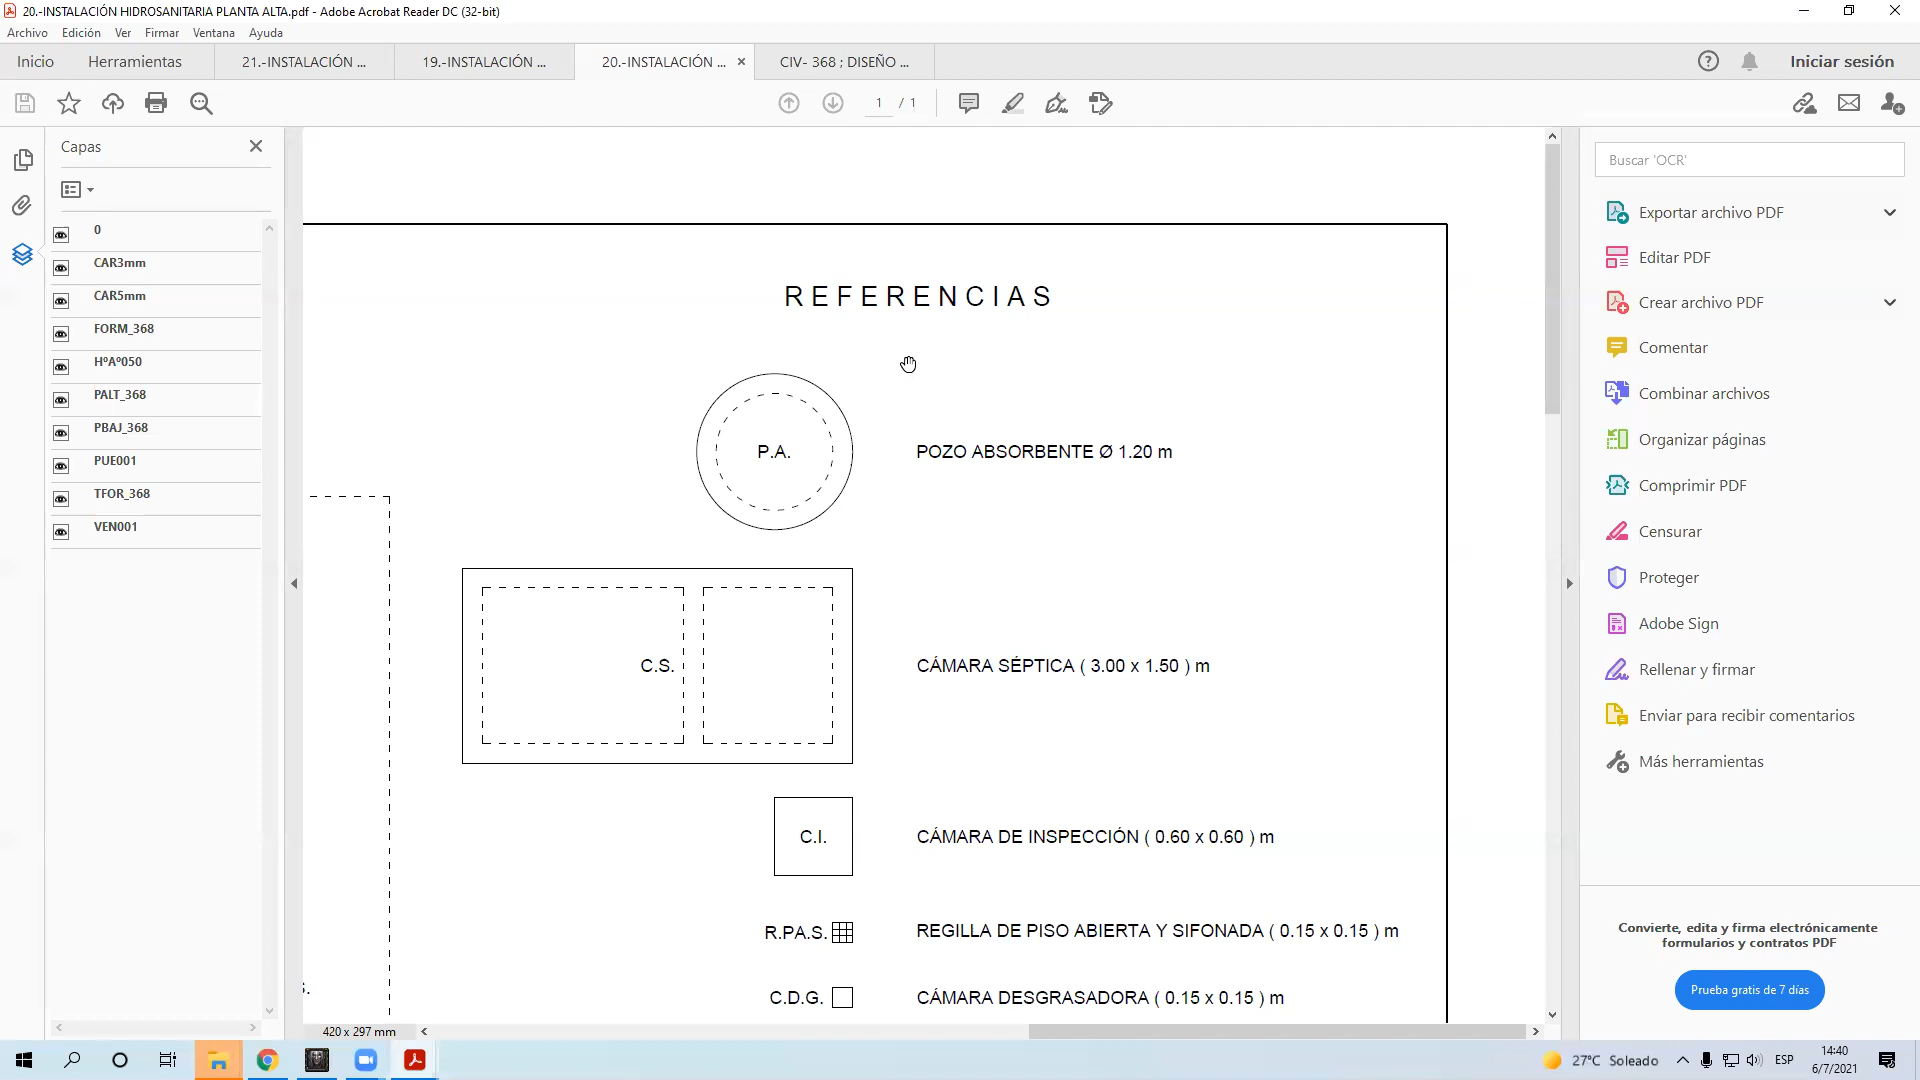 20.-INSTALACIÓN HIDROSANITARIA PLANTA ALTA.pdf - Adobe Acrobat Reader DC (32-bit)
Archivo Edición Ver Firmar Ventana Ayuda
Inicio Herramientas 21.-INSTALACIÓN ... 19.-INSTALACIÓN ... 20.-INSTALACIÓN ... CIV- 368 ; DISEÑO ... Iniciar sesión
1 / 1
Capas
0
CAR3mm
CAR5mm
FORM_368
HºAº050
PALT_368
PBAJ_368
PUE001
TFOR_368
VEN001
REFERENCIAS
P.A. POZO ABSORBENTE Ø 1.20 m
C.S. CÁMARA SÉPTICA ( 3.00 x 1.50 ) m
C.I. CÁMARA DE INSPECCIÓN ( 0.60 x 0.60 ) m
R.PA.S. REGILLA DE PISO ABIERTA Y SIFONADA ( 0.15 x 0.15 ) m
C.D.G. CÁMARA DESGRASADORA ( 0.15 x 0.15 ) m
420 x 297 mm
Buscar 'OCR'
Exportar archivo PDF
Editar PDF
Crear archivo PDF
Comentar
Combinar archivos
Organizar páginas
Comprimir PDF
Censurar
Proteger
Adobe Sign
Rellenar y firmar
Enviar para recibir comentarios
Más herramientas
Convierte, edita y firma electrónicamente
formularios y contratos PDF
Prueba gratis de 7 días
27°C Soleado ESP 14:40
6/7/2021